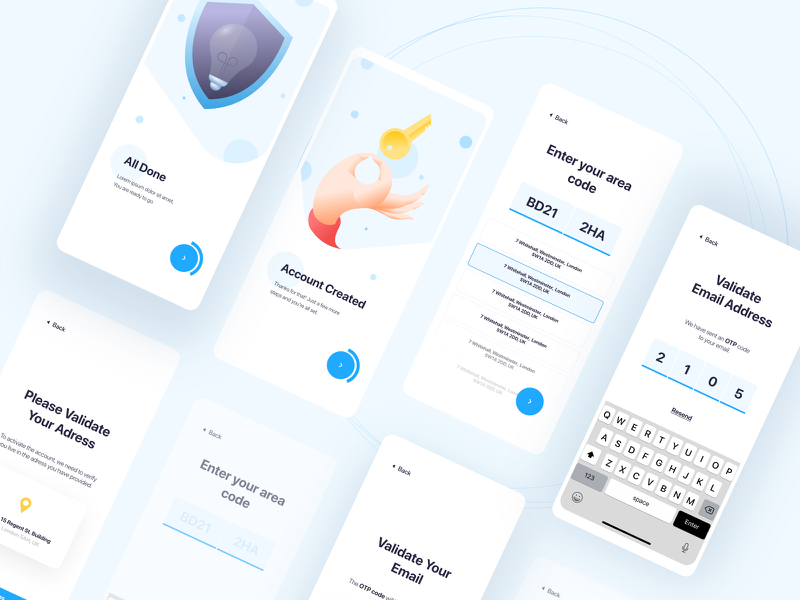 All Done
Lorem ipsum dolor sit amet,
You are ready to go
Account Created
Thanks for that! Just a few more
steps and you're all set.
Back
Enter your area
code
BD21 2HA
7 Whitehall, Westminster, London
SW1A 2DD, UK
7 Whitehall, Westminster, London
SW1A 2DD, UK
7 Whitehall, Westminster, London
SW1A 2DD, UK
7 Whitehall, Westminster, London
SW1A 2DD, UK
7 Whitehall, Westminster, London
SW1A 2DD, UK
7 Whitehall, Westminster, London
SW1A 2DD, UK
Back
Validate
Email Address
We have sent an OTP code
to your email.
2 1 0 5
Resend
Q W E R T Y U I O P
A S D F G H J K L
Z X C V B N M
123 space Enter
Back
Please Validate
Your Adress
To activate the account, we need to verify
you live in the adress you have provided.
15 Regent St. Building
London SAH, UK
Back
Enter your area
code
BD21 2HA
Back
Validate Your
Email
The OTP code
Back